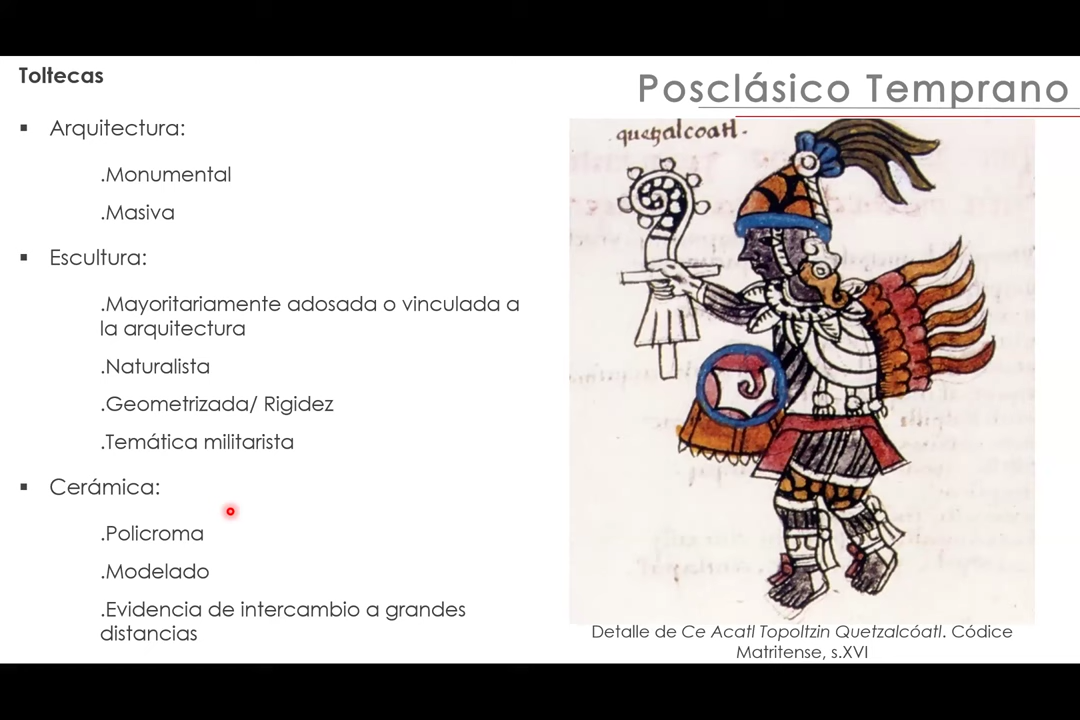 Toltecas
Posclásico Temprano
▪ Arquitectura:
.Monumental
.Masiva
▪ Escultura:
.Mayoritariamente adosada o vinculada a
la arquitectura
.Naturalista
.Geometrizada/ Rigidez
.Temática militarista
▪ Cerámica:
.Policroma
.Modelado
.Evidencia de intercambio a grandes
distancias
quetzalcoatl.
Detalle de Ce Acatl Topoltzin Quetzalcóatl. Códice
Matritense, s.XVI